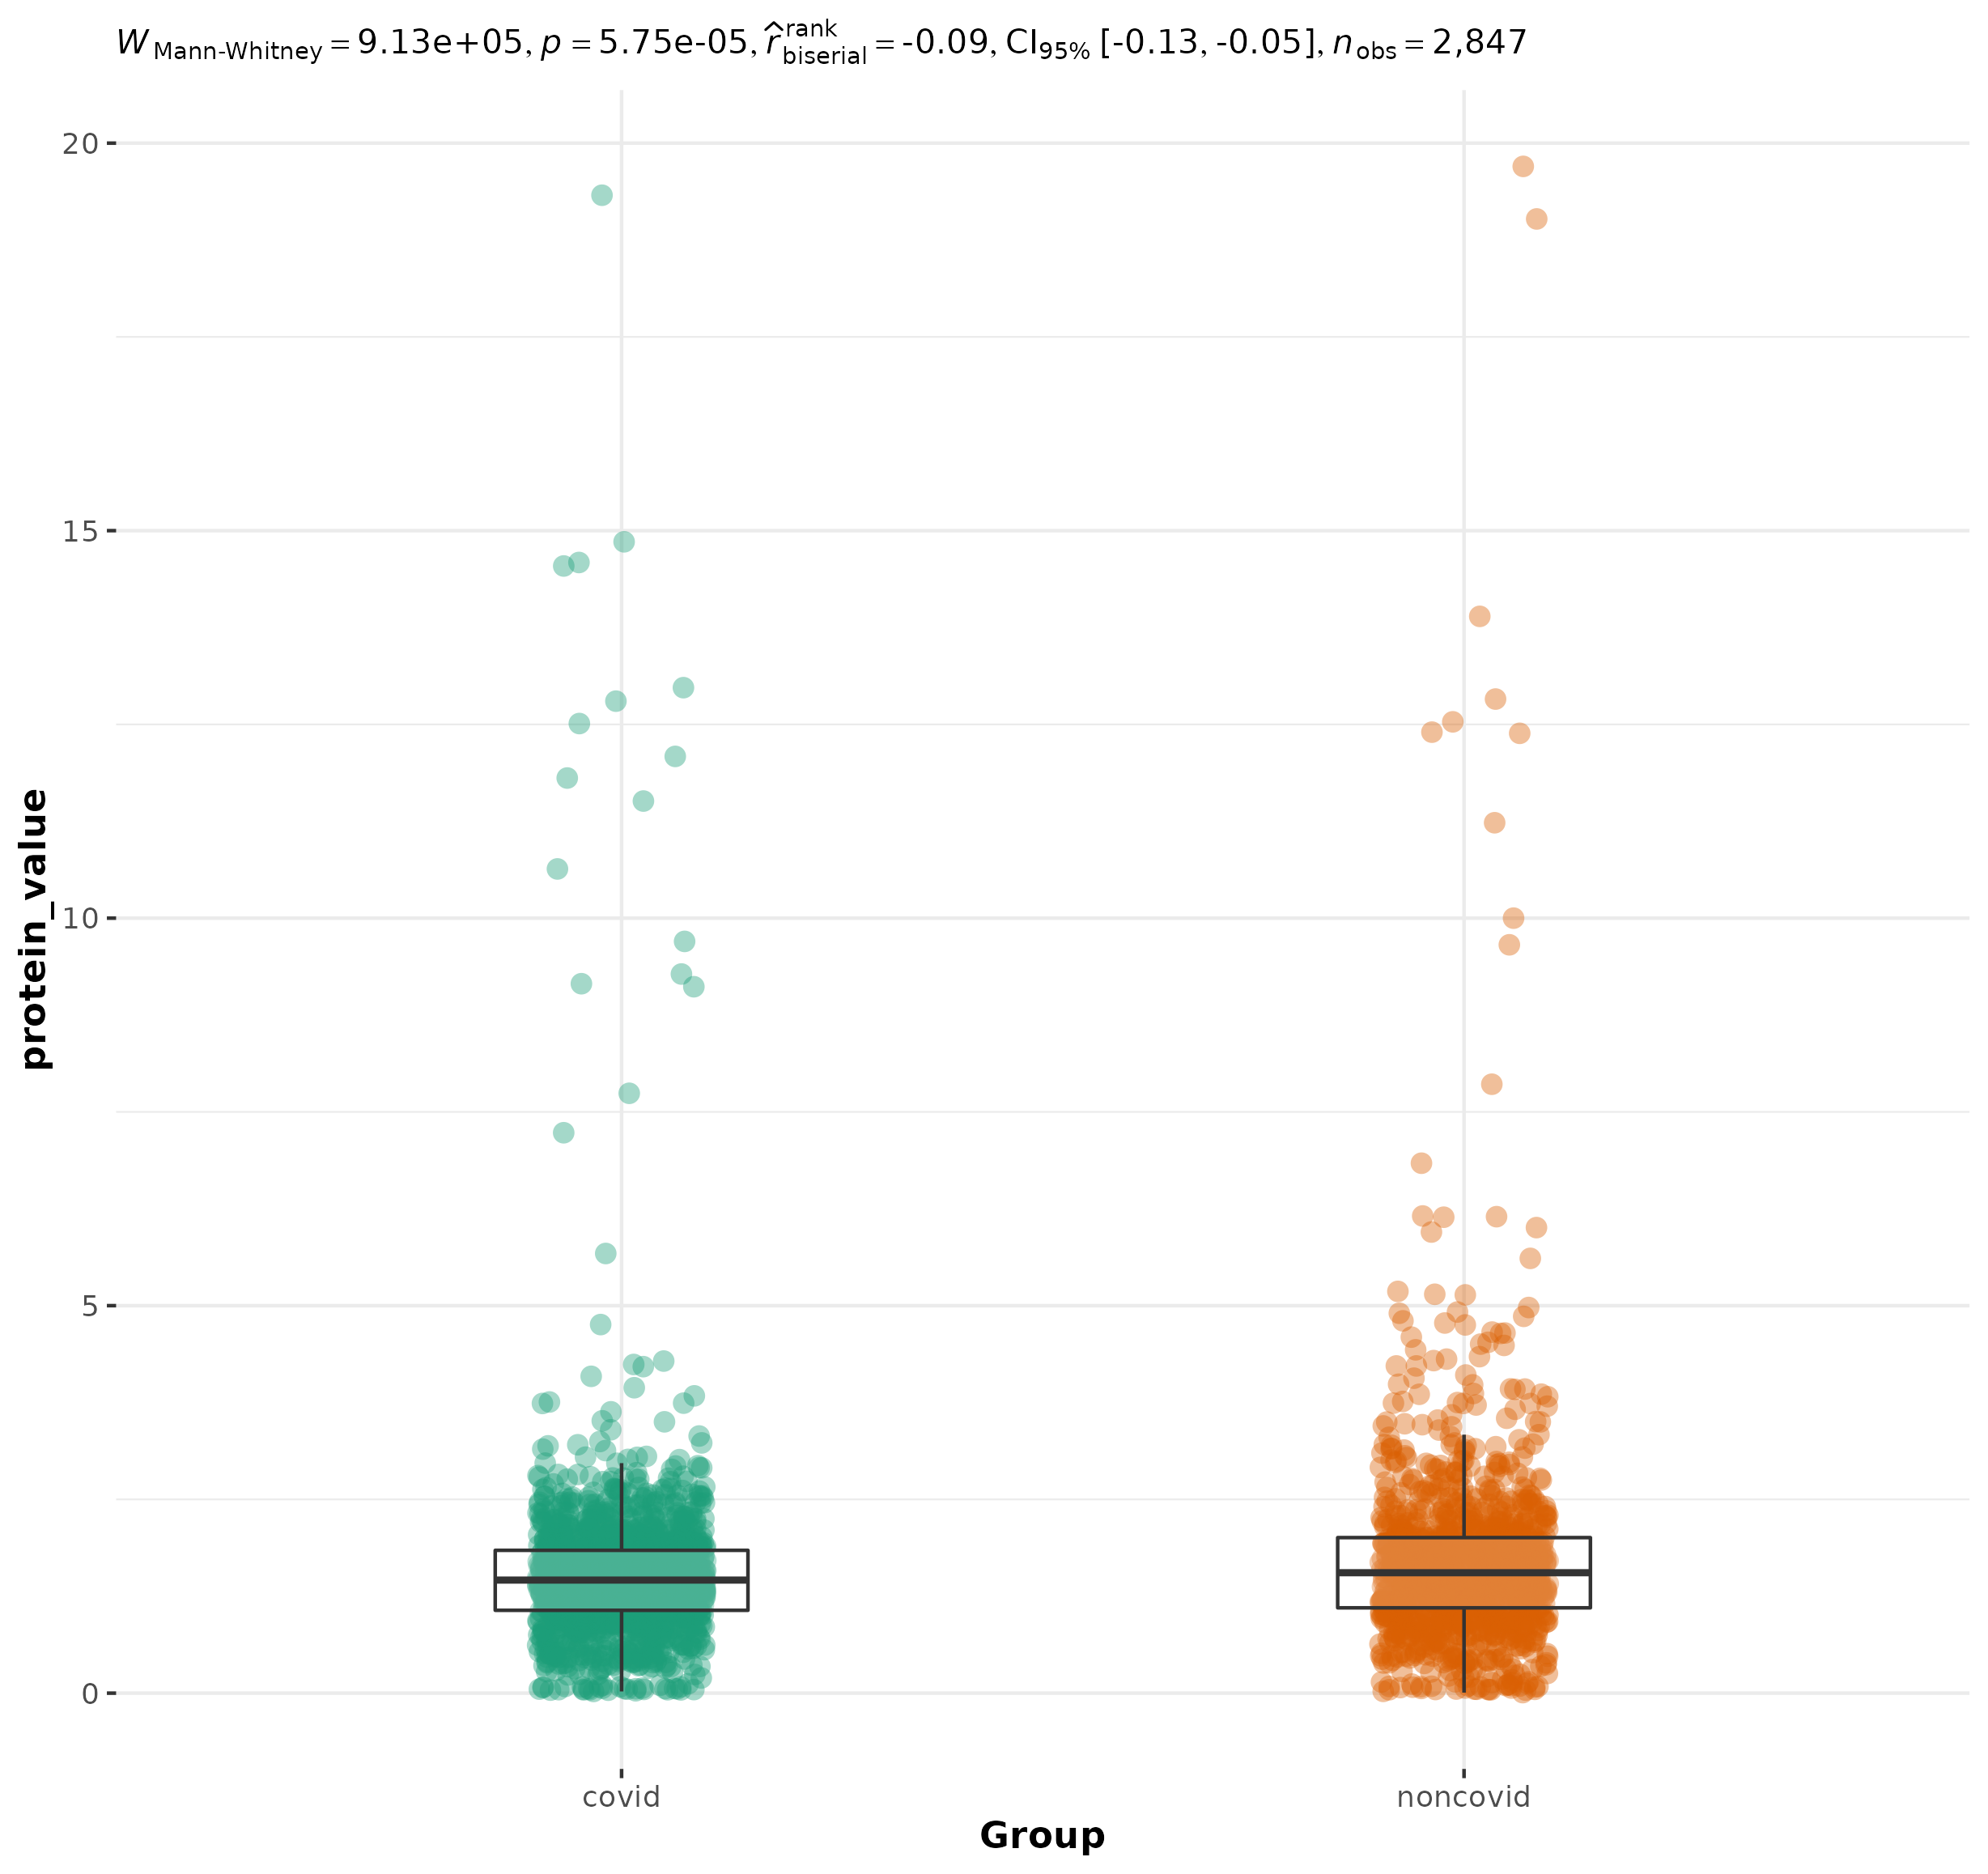 W Mann-Whitney = 9.13e+05, p = 5.75e-05, r̂ rank biserial = -0.09, CI95% [-0.13, -0.05], n obs = 2,847
20
15
10
5
0
protein_value
covid noncovid
Group